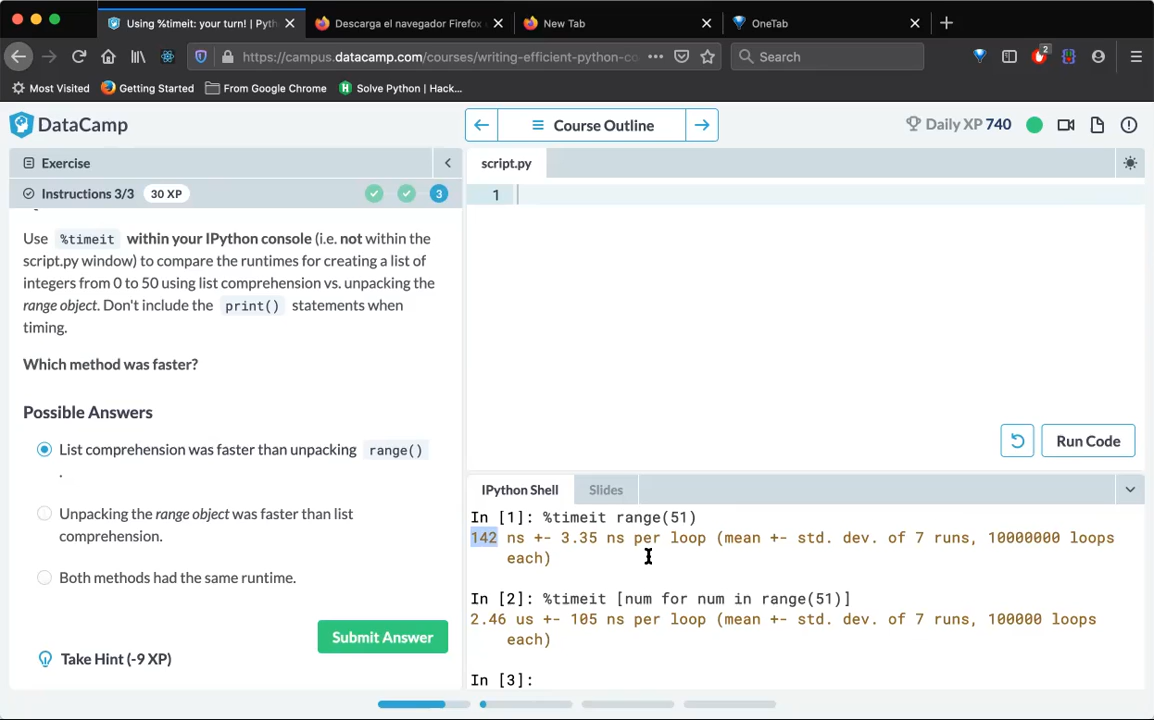 Using %timeit: your turn! | Pyth
Descarga el navegador Firefox
New Tab
OneTab
https://campus.datacamp.com/courses/writing-efficient-python-co
Search
2
Most Visited
Getting Started
From Google Chrome
Solve Python | Hack...
DataCamp
Course Outline
Daily XP 740
Exercise
script.py
Instructions 3/3
30 XP
3
1
Use %timeit within your IPython console (i.e. not within the
script.py window) to compare the runtimes for creating a list of
integers from 0 to 50 using list comprehension vs. unpacking the
range object. Don't include the print() statements when
timing.
Which method was faster?
Possible Answers
List comprehension was faster than unpacking range()
.
Unpacking the range object was faster than list
comprehension.
Both methods had the same runtime.
Submit Answer
Take Hint (-9 XP)
Run Code
IPython Shell
Slides
In [1]: %timeit range(51)
142 ns +- 3.35 ns per loop (mean +- std. dev. of 7 runs, 10000000 loops
each)
In [2]: %timeit [num for num in range(51)]
2.46 us +- 105 ns per loop (mean +- std. dev. of 7 runs, 100000 loops
each)
In [3]: